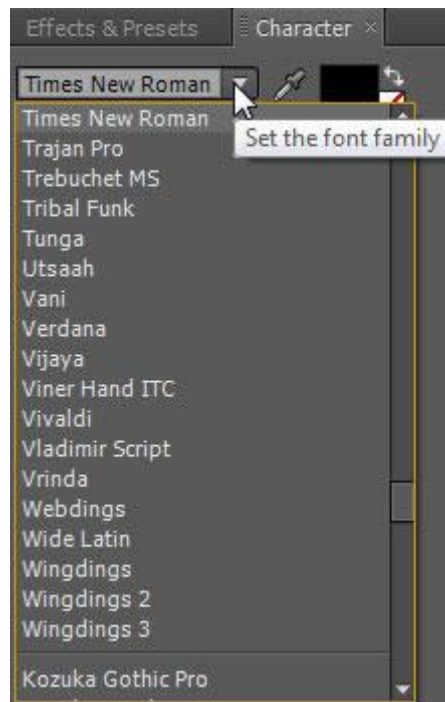 Effects & Presets Character ×
Times New Roman
Times New Roman
Set the font family
Trajan Pro
Trebuchet MS
Tribal Funk
Tunga
Utsaah
Vani
Verdana
Vijaya
Viner Hand ITC
Vivaldi
Vladimir Script
Vrinda
Webdings
Wide Latin
Wingdings
Wingdings 2
Wingdings 3
Kozuka Gothic Pro